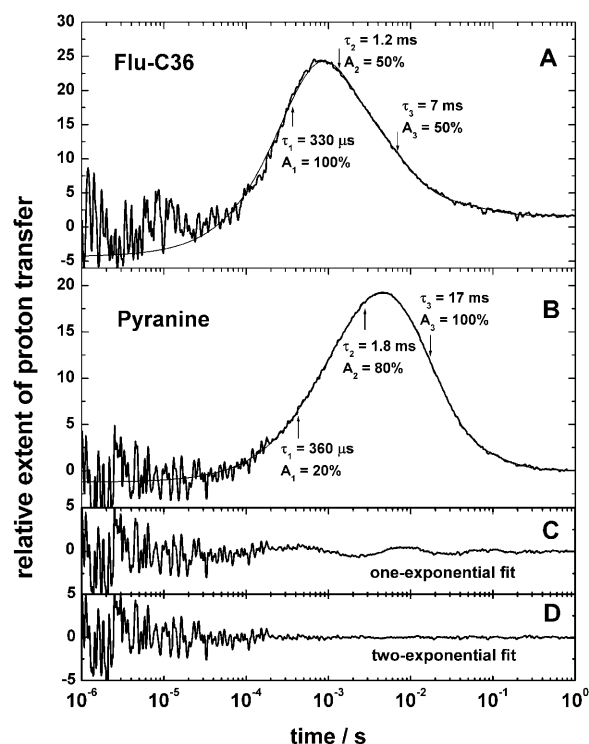 relative extent of proton transfer
30
25
20
15
10
5
0
-5
Flu-C36
A
τ2 = 1.2 ms
A2 = 50%
τ3 = 7 ms
A3 = 50%
τ1 = 330 μs
A1 = 100%
20
15
10
5
0
Pyranine
B
τ3 = 17 ms
A3 = 100%
τ2 = 1.8 ms
A2 = 80%
τ1 = 360 μs
A1 = 20%
5
0
C
one-exponential fit
5
0
-5
D
two-exponential fit
10^-6
10^-5
10^-4
10^-3
10^-2
10^-1
10^0
time / s